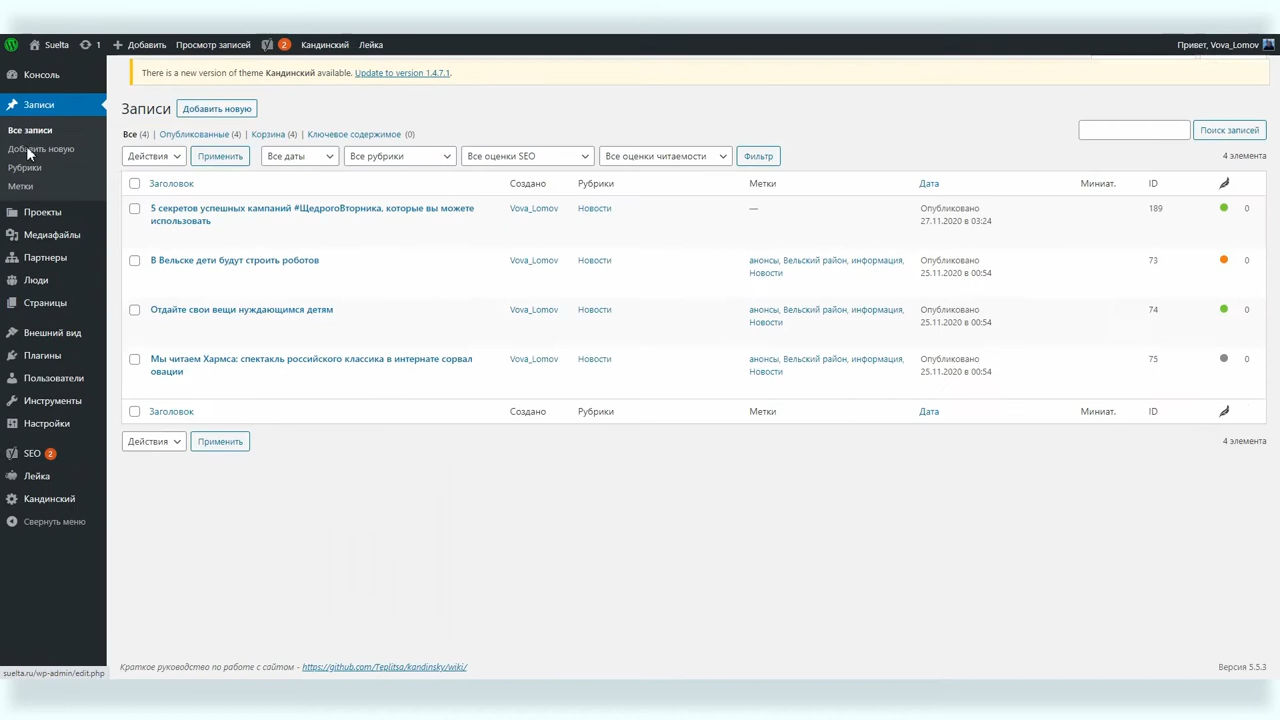 Suelta 1 Добавить Просмотр записей 2 Кандинский Лейка Привет, Vova_Lomov
Консоль
Записи
Все записи
Добавить новую
Рубрики
Метки
Проекты
Медиафайлы
Партнеры
Люди
Страницы
Внешний вид
Плагины
Пользователи
Инструменты
Настройки
SEO 2
Лейка
Кандинский
Свернуть меню
suelta.ru/wp-admin/edit.php
There is a new version of theme Кандинский available. Update to version 1.4.7.1.
Записи Добавить новую
Все (4) | Опубликованные (4) | Корзина (4) | Ключевое содержимое (0)
Поиск записей
Действия Применить Все даты Все рубрики Все оценки SEO Все оценки читаемости Фильтр 4 элемента
Заголовок Создано Рубрики Метки Дата Миниат. ID
5 секретов успешных кампаний #ЩедрогоВторника, которые вы можете Vova_Lomov Новости — Опубликовано 189 0
использовать 27.11.2020 в 03:24
В Вельске дети будут строить роботов Vova_Lomov Новости анонсы, Вельский район, информация, Опубликовано 73 0
Новости 25.11.2020 в 00:54
Отдайте свои вещи нуждающимся детям Vova_Lomov Новости анонсы, Вельский район, информация, Опубликовано 74 0
Новости 25.11.2020 в 00:54
Мы читаем Хармса: спектакль российского классика в интернате сорвал Vova_Lomov Новости анонсы, Вельский район, информация, Опубликовано 75 0
овации Новости 25.11.2020 в 00:54
Заголовок Создано Рубрики Метки Дата Миниат. ID
Действия Применить 4 элемента
Краткое руководство по работе с сайтом - https://github.com/Teplitsa/kandinsky/wiki/ Версия 5.5.3